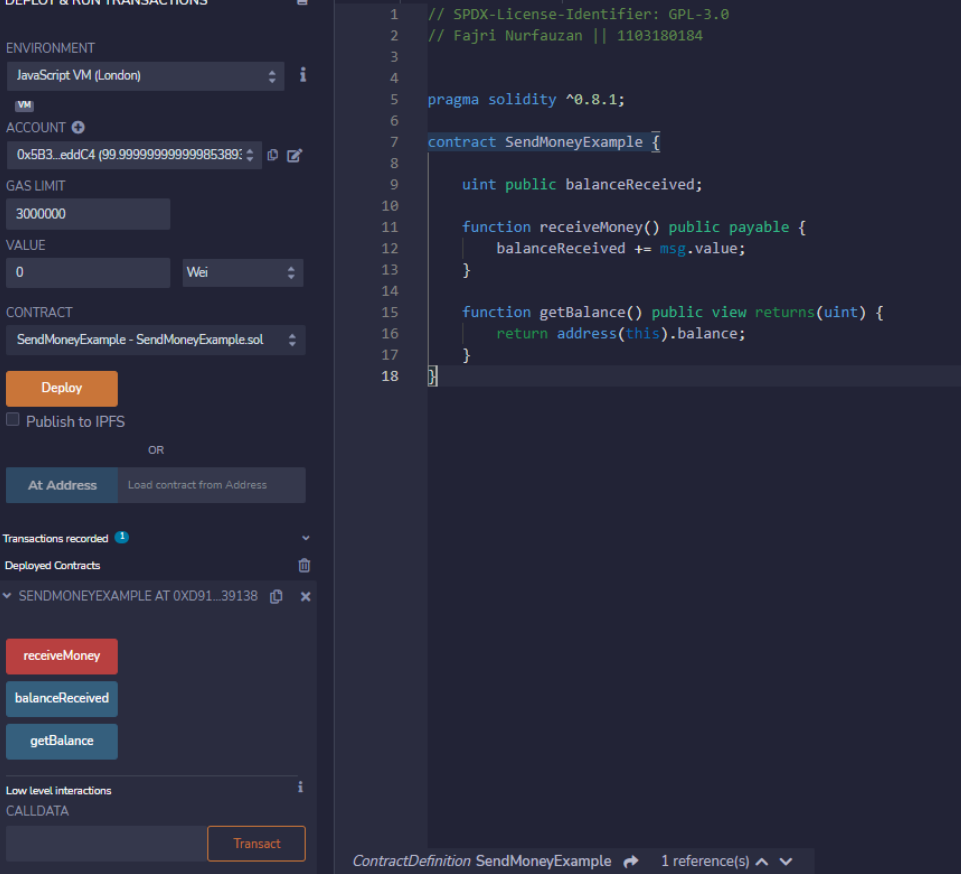 DEPLOY & RUN TRANSACTIONS
ENVIRONMENT
JavaScript VM (London)
VM
ACCOUNT
0x5B3...eddC4 (99.99999999999985389
GAS LIMIT
3000000
VALUE
0
Wei
CONTRACT
SendMoneyExample - SendMoneyExample.sol
Deploy
Publish to IPFS
OR
At Address
Load contract from Address
Transactions recorded 1
Deployed Contracts
SENDMONEYEXAMPLE AT 0XD91...39138
receiveMoney
balanceReceived
getBalance
Low level interactions
CALLDATA
Transact
1 // SPDX-License-Identifier: GPL-3.0
2 // Fajri Nurfauzan || 1103180184
3
4
5 pragma solidity ^0.8.1;
6
7 contract SendMoneyExample {
8
9 uint public balanceReceived;
10
11 function receiveMoney() public payable {
12 balanceReceived += msg.value;
13 }
14
15 function getBalance() public view returns(uint) {
16 return address(this).balance;
17 }
18 }
ContractDefinition SendMoneyExample 1 reference(s)